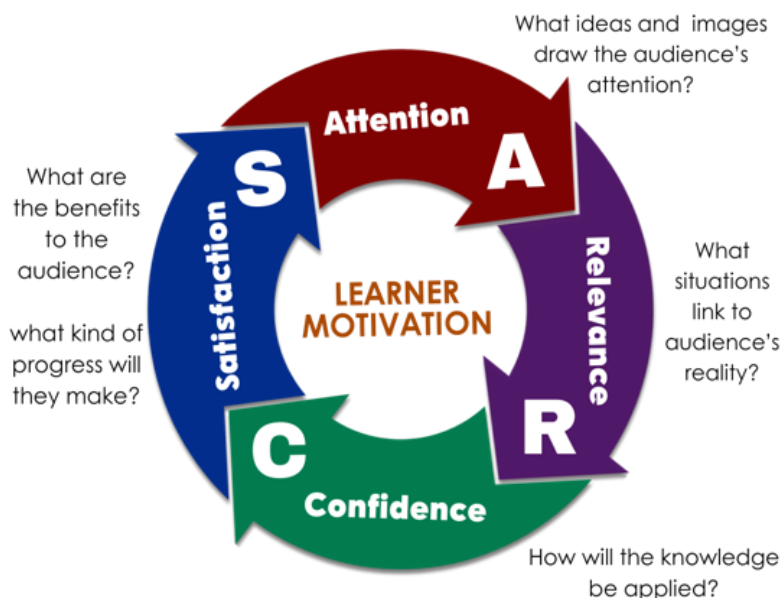 What ideas and images
draw the audience's
attention?
Attention
A
Relevance
What
situations
link to
audience's
reality?
R
LEARNER
MOTIVATION
Confidence
C
How will the knowledge
be applied?
Satisfaction
S
What are
the benefits
to the
audience?
what kind of
progress will
they make?